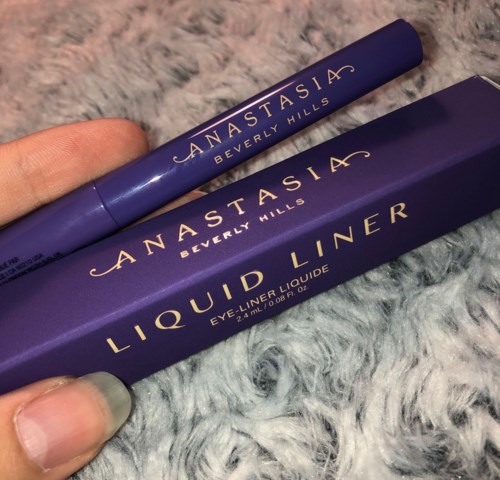 ANASTASIA
BEVERLY HILLS
ANASTASIA
BEVERLY HILLS
LIQUID LINER
EYE-LINER LIQUIDE
2.4 mL / 0.08 Fl. Oz.